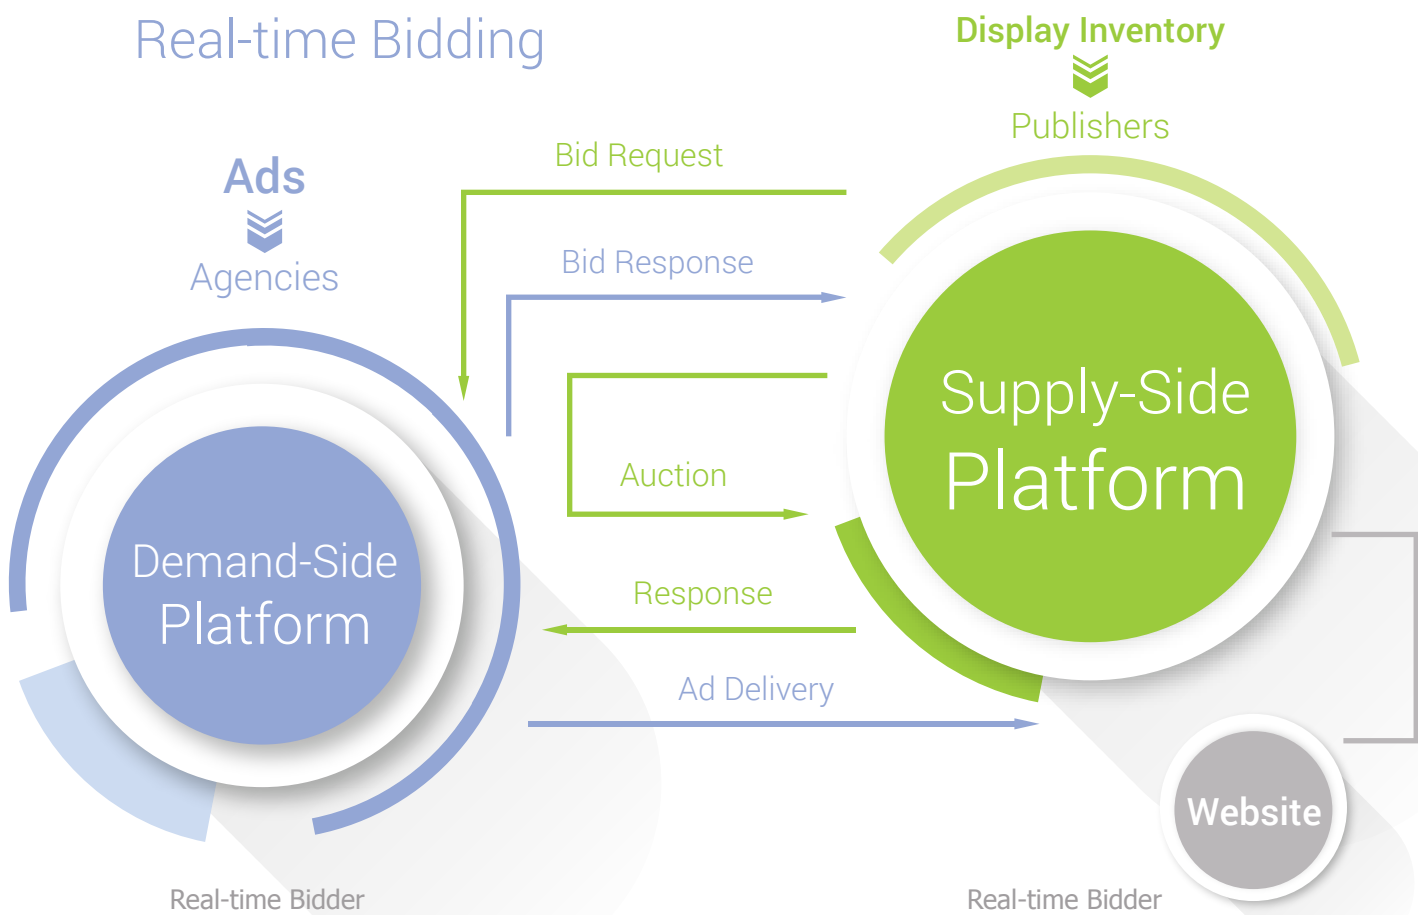 Real-time Bidding
Display Inventory
Publishers
Ads
Agencies
Bid Request
Bid Response
Auction
Response
Ad Delivery
Demand-Side
Platform
Supply-Side
Platform
Website
Real-time Bidder
Real-time Bidder